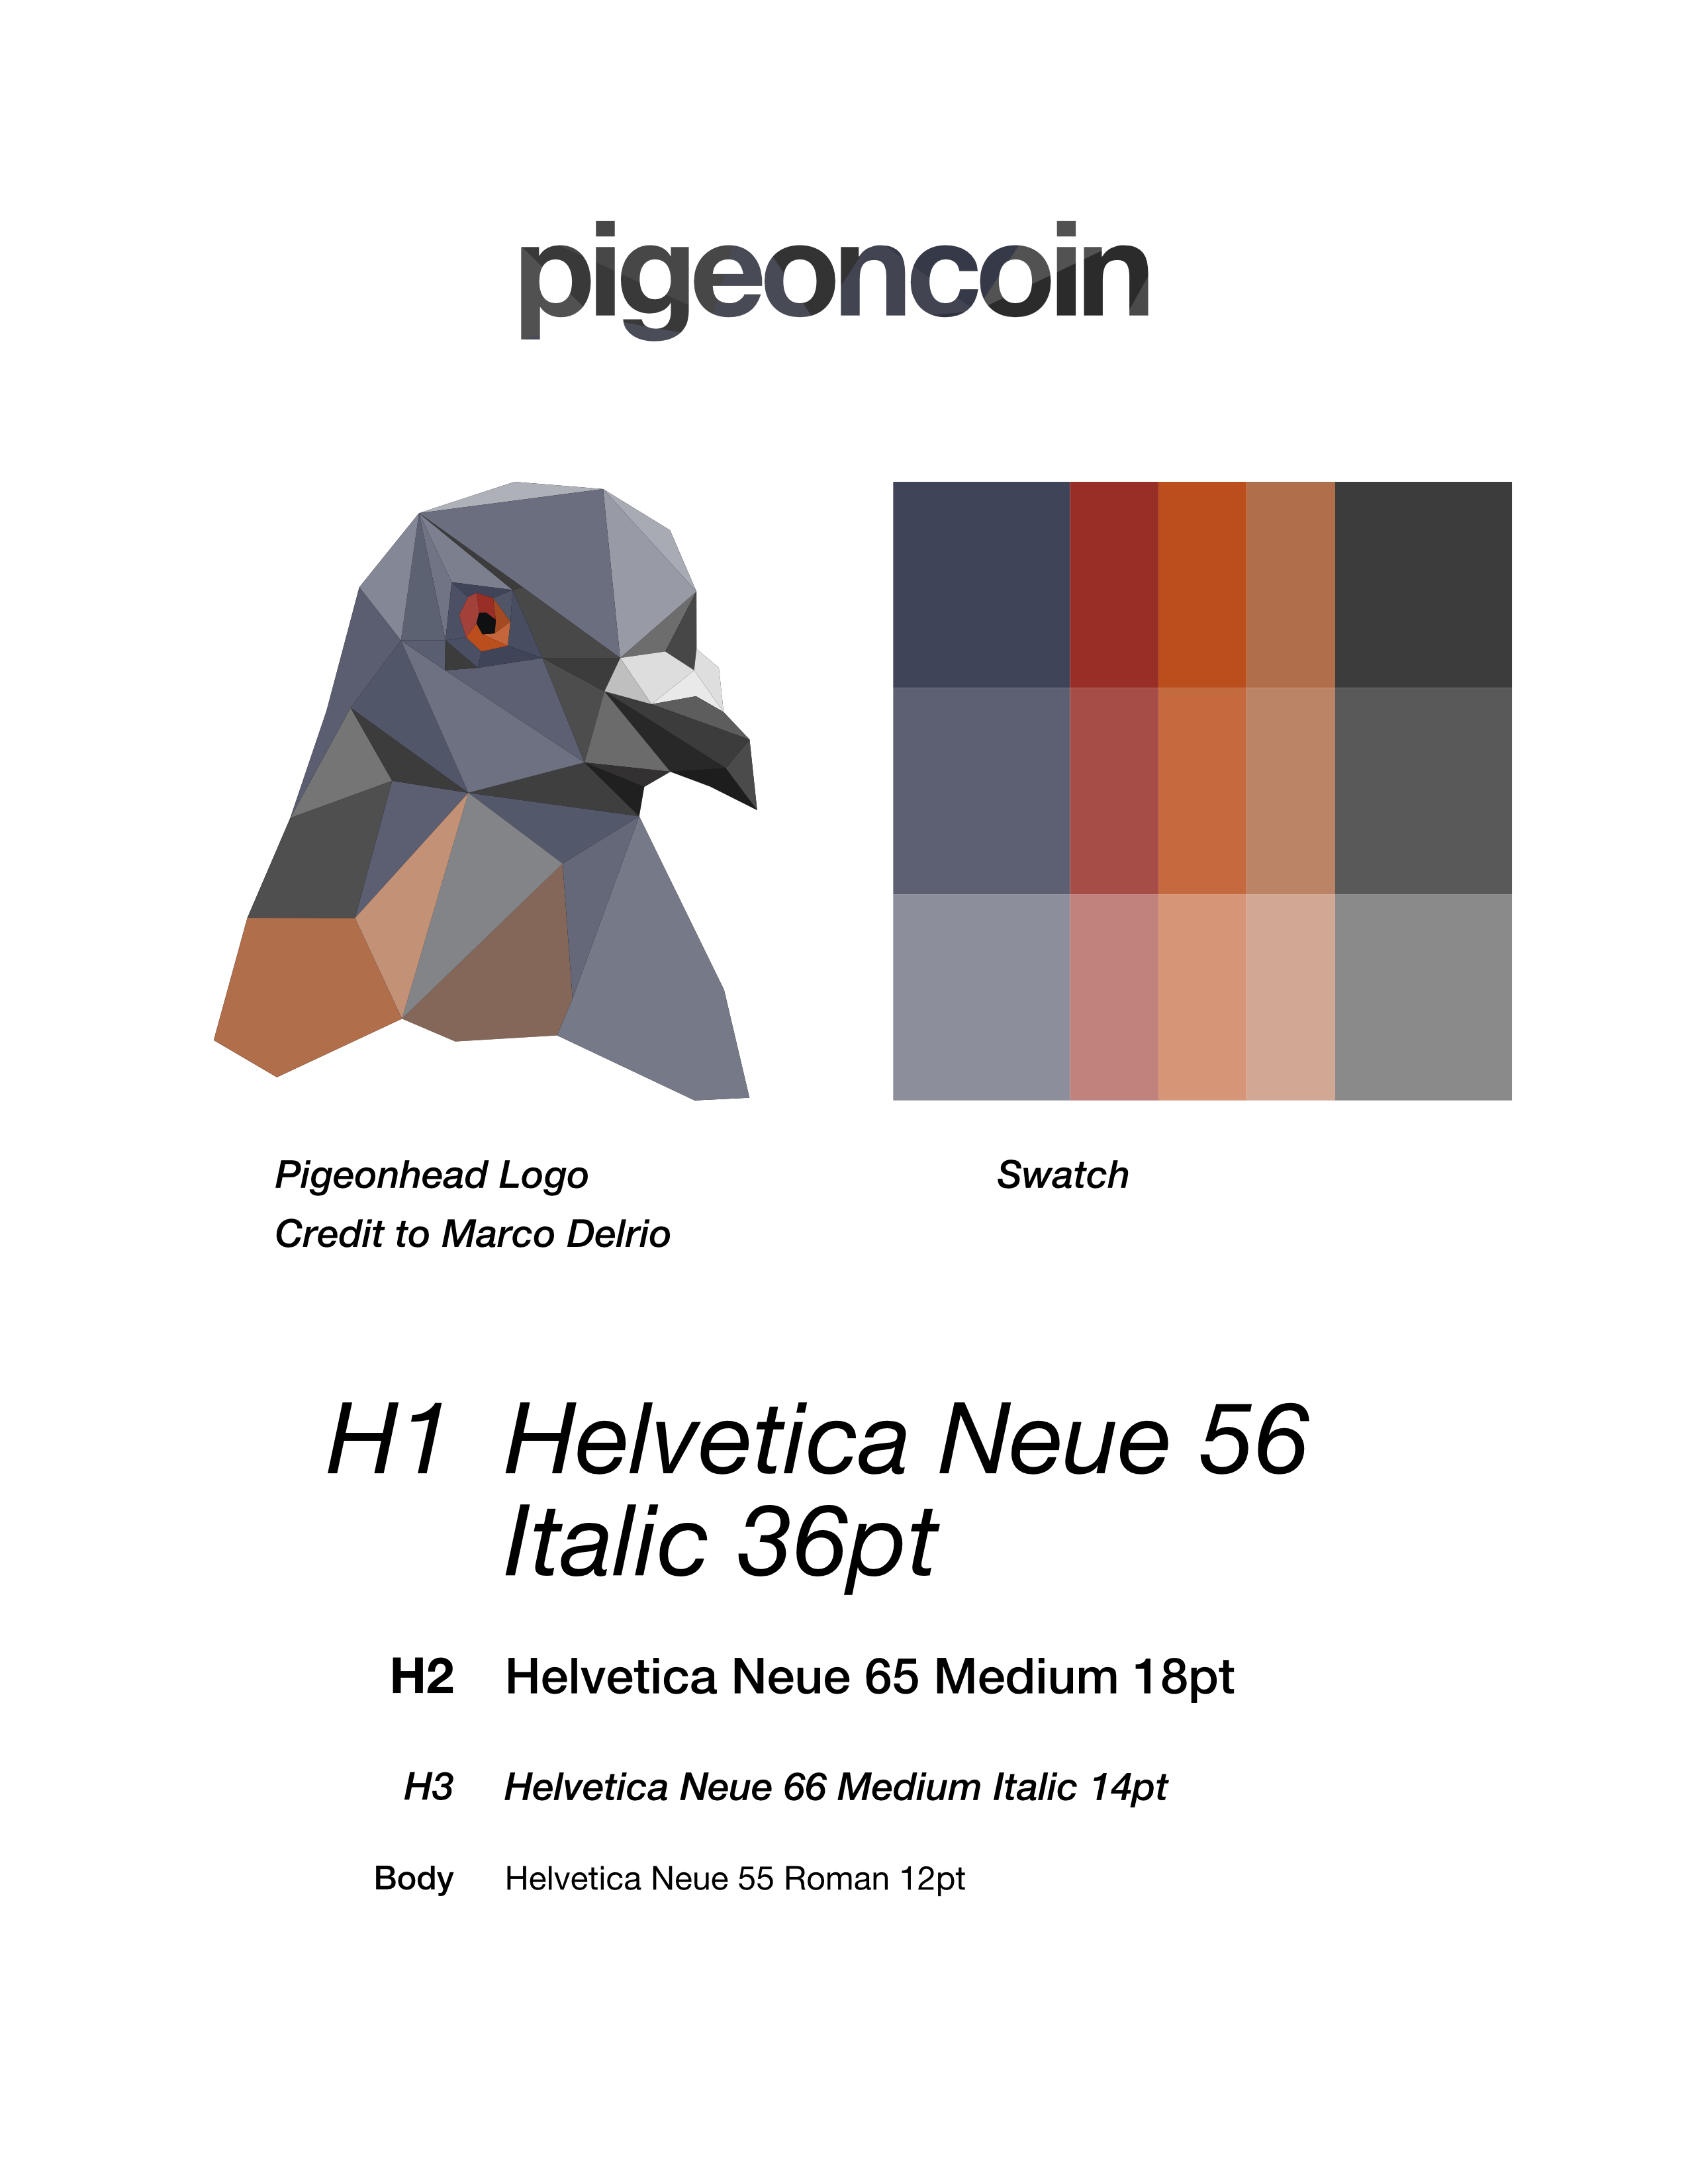 pigeoncoin
Pigeonhead Logo
Credit to Marco Delrio
Swatch
H1 Helvetica Neue 56
Italic 36pt
H2 Helvetica Neue 65 Medium 18pt
H3 Helvetica Neue 66 Medium Italic 14pt
Body Helvetica Neue 55 Roman 12pt